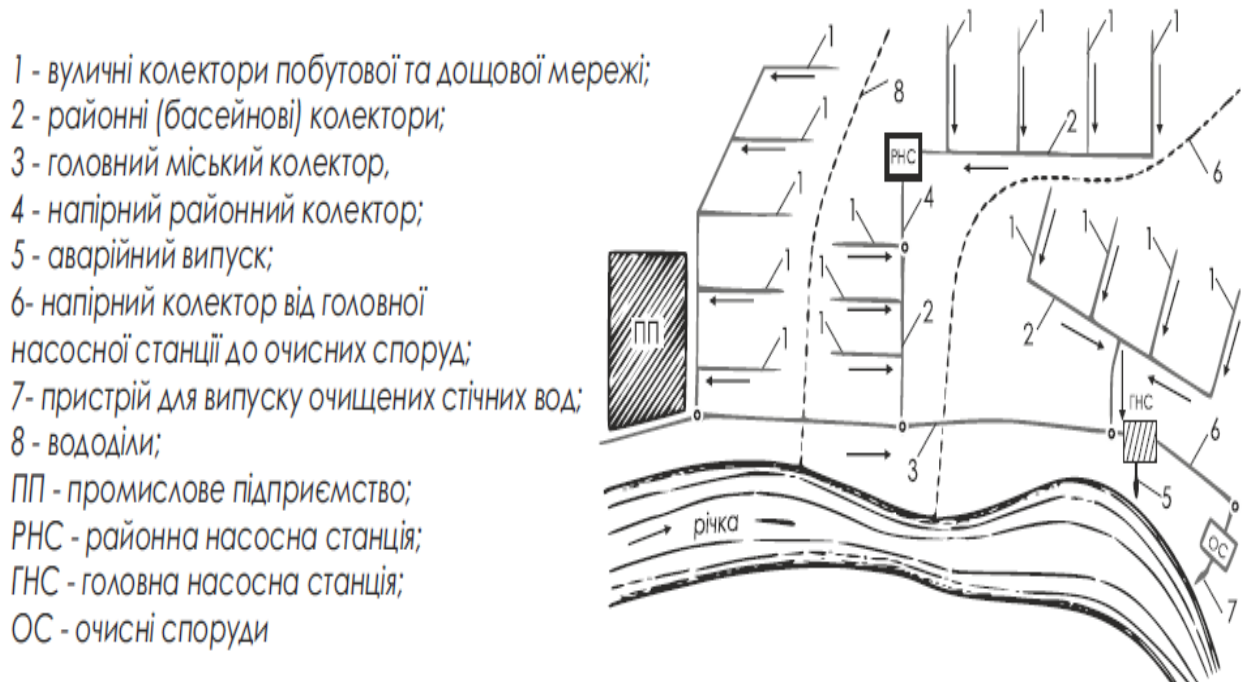 1 - вуличні колектори побутової та дощової мережі;
2 - районні (басейнові) колектори;
3 - головний міський колектор,
4 - напірний районний колектор;
5 - аварійний випуск;
6- напірний колектор від головної
насосної станції до очисних споруд;
7- пристрій для випуску очищених стічних вод;
8 - вододіли;
ПП - промислове підприємство;
РНС - районна насосна станція;
ГНС - головна насосна станція;
ОС - очисні споруди
1
1
1
1
1
8
2
РНС
6
1
4
1
1
1
1
1
1
1
ПП
1
2
2
1
1
ГНС
6
3
5
річка
ОС
7